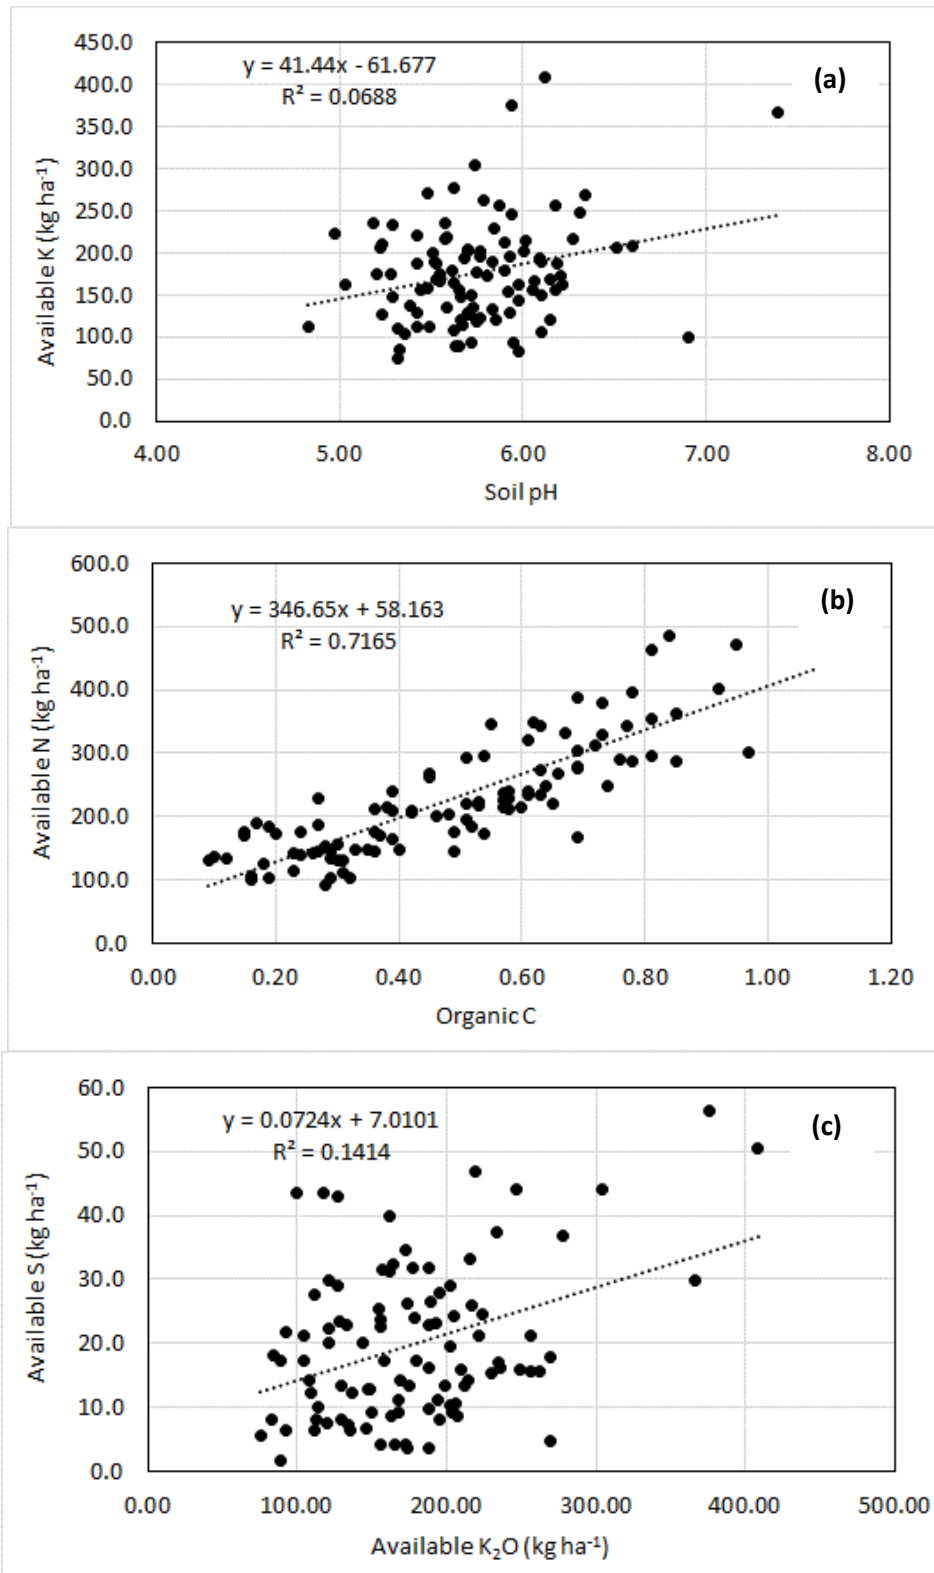 450.0
400.0
350.0
300.0
250.0
200.0
150.0
100.0
50.0
0.0
Available K (kg ha⁻¹)
y = 41.44x - 61.677
R² = 0.0688
(a)
4.00 5.00 6.00 7.00 8.00
Soil pH
600.0
500.0
400.0
300.0
200.0
100.0
0.0
Available N (kg ha⁻¹)
y = 346.65x + 58.163
R² = 0.7165
(b)
0.00 0.20 0.40 0.60 0.80 1.00 1.20
Organic C
60.0
50.0
40.0
30.0
20.0
10.0
0.0
Available S (kg ha⁻¹)
y = 0.0724x + 7.0101
R² = 0.1414
(c)
0.00 100.00 200.00 300.00 400.00 500.00
Available K₂O (kg ha⁻¹)